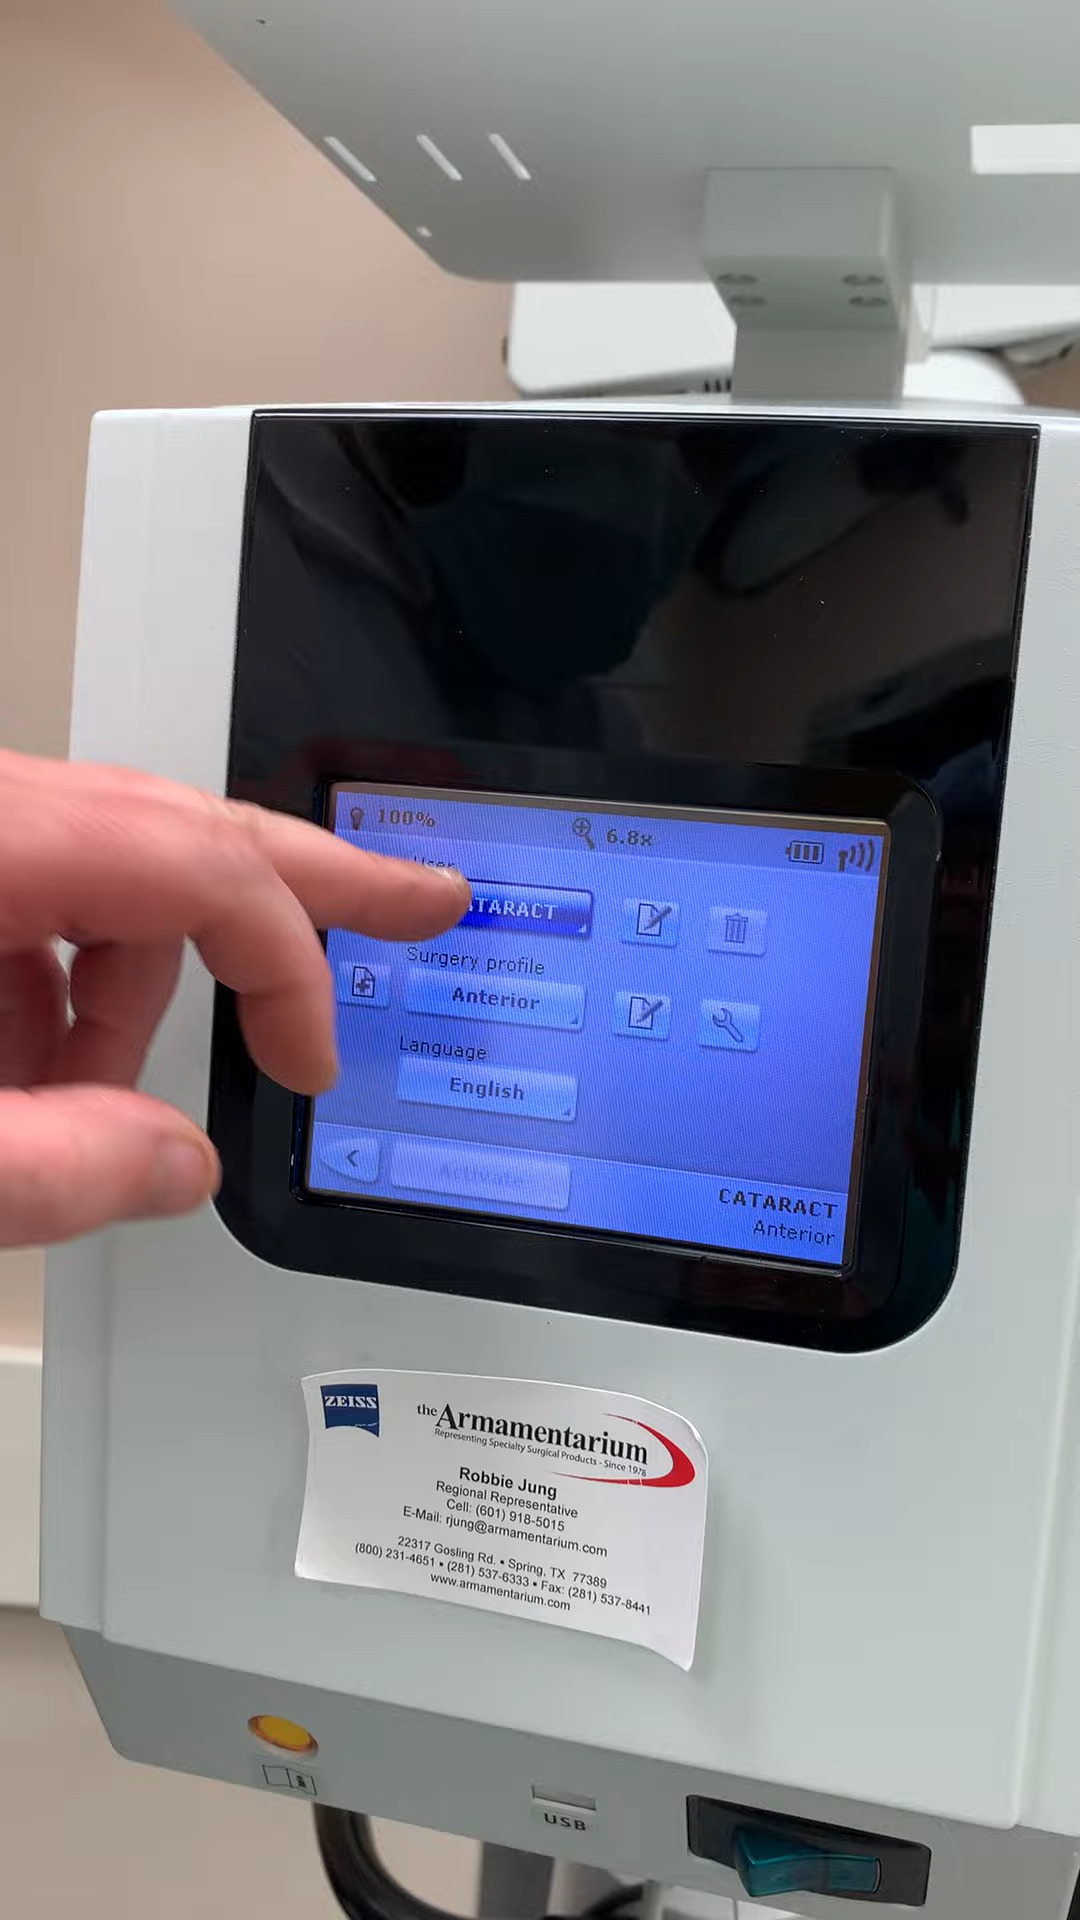 100%
6.8x
User
Surgery profile
Anterior
Language
English
<
Activate
CATARACT
Anterior
ZEISS
the Armamentarium
Representing Specialty Surgical Products - Since 1978
Robbie Jung
Regional Representative
Cell: (601) 918-5015
E-Mail: rjung@armamentarium.com
22317 Gosling Rd. • Spring, TX 77389
(800) 231-4651 • (281) 537-6333 • Fax: (281) 537-8441
www.armamentarium.com
USB